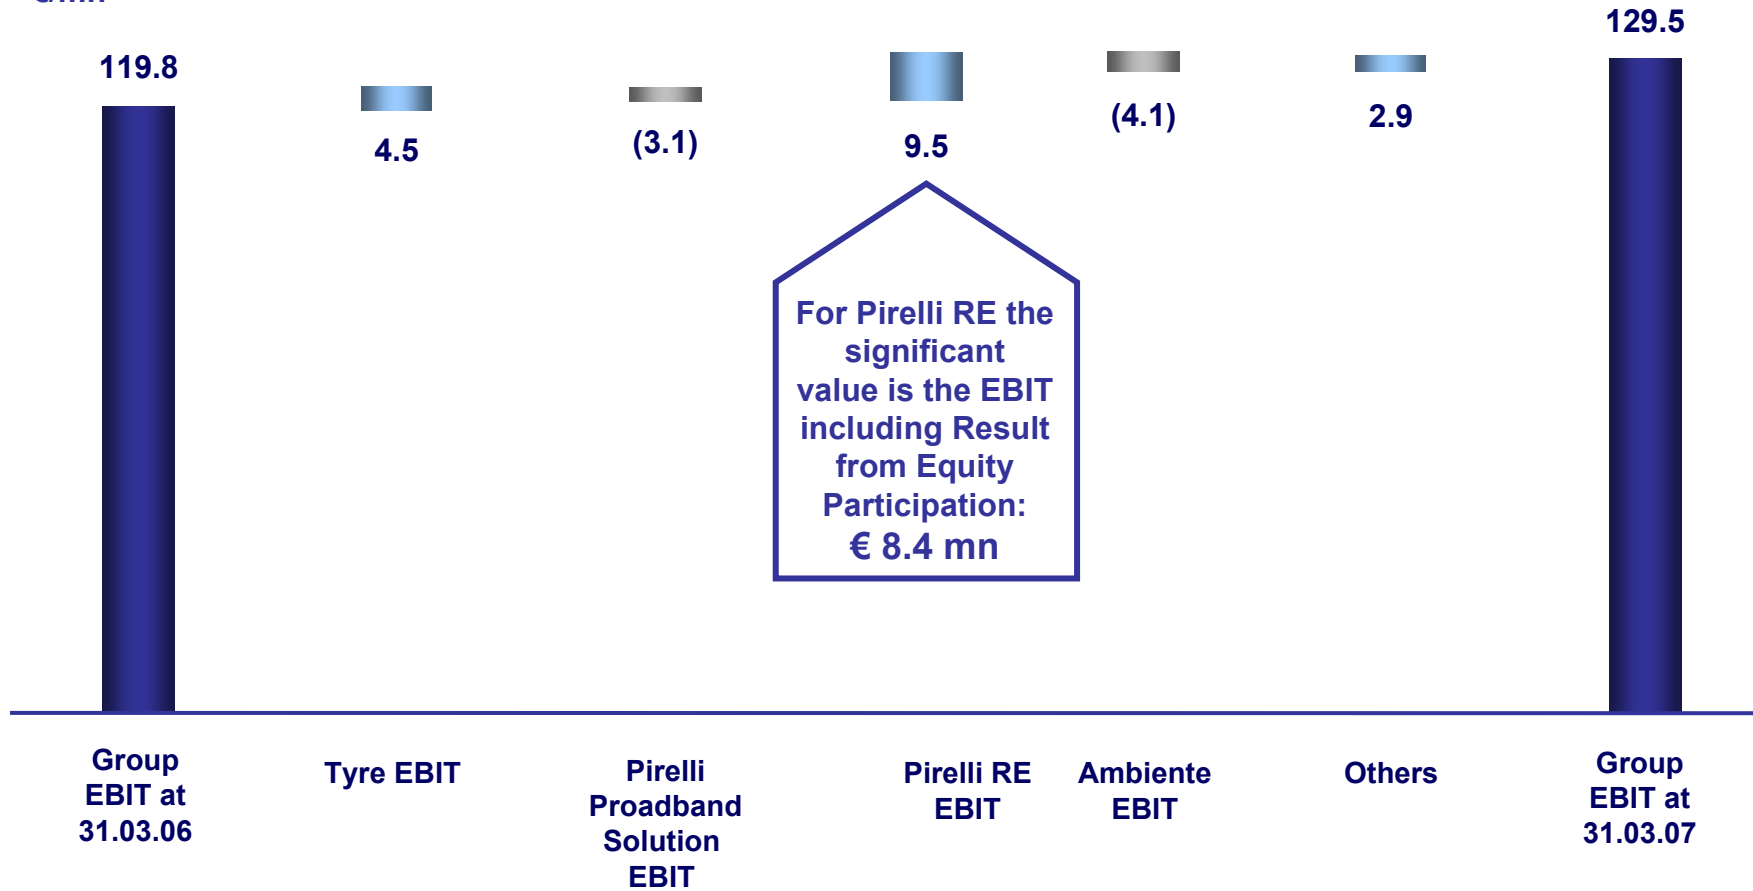 119.8
4.5
(3.1)
9.5
(4.1)
2.9
129.5
For Pirelli RE the
significant
value is the EBIT
including Result
from Equity
Participation:
€ 8.4 mn
Group
EBIT at
31.03.06
Tyre EBIT
Pirelli
Proadband
Solution
EBIT
Pirelli RE
EBIT
Ambiente
EBIT
Others
Group
EBIT at
31.03.07